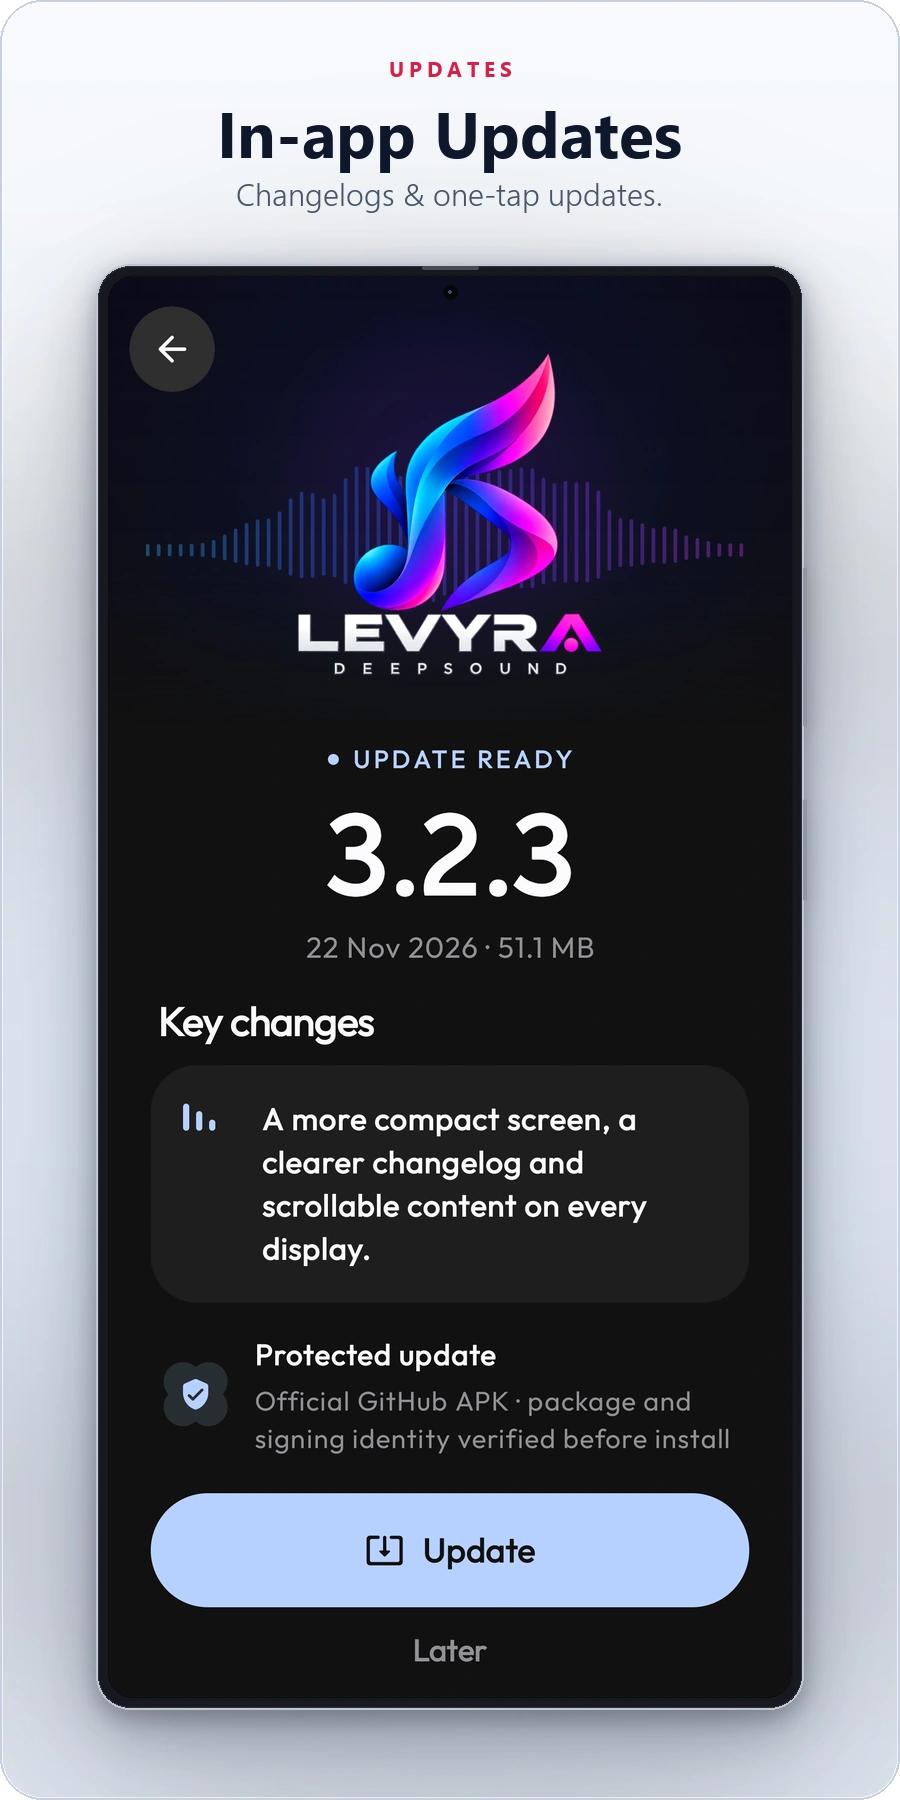 UPDATES
In-app Updates
Changelogs & one-tap updates.
LEVYRA
DEEPSOUND
• UPDATE READY
3.2.3
22 Nov 2026 · 51.1 MB
Key changes
A more compact screen, a
clearer changelog and
scrollable content on every
display.
Protected update
Official GitHub APK · package and
signing identity verified before install
Update
Later